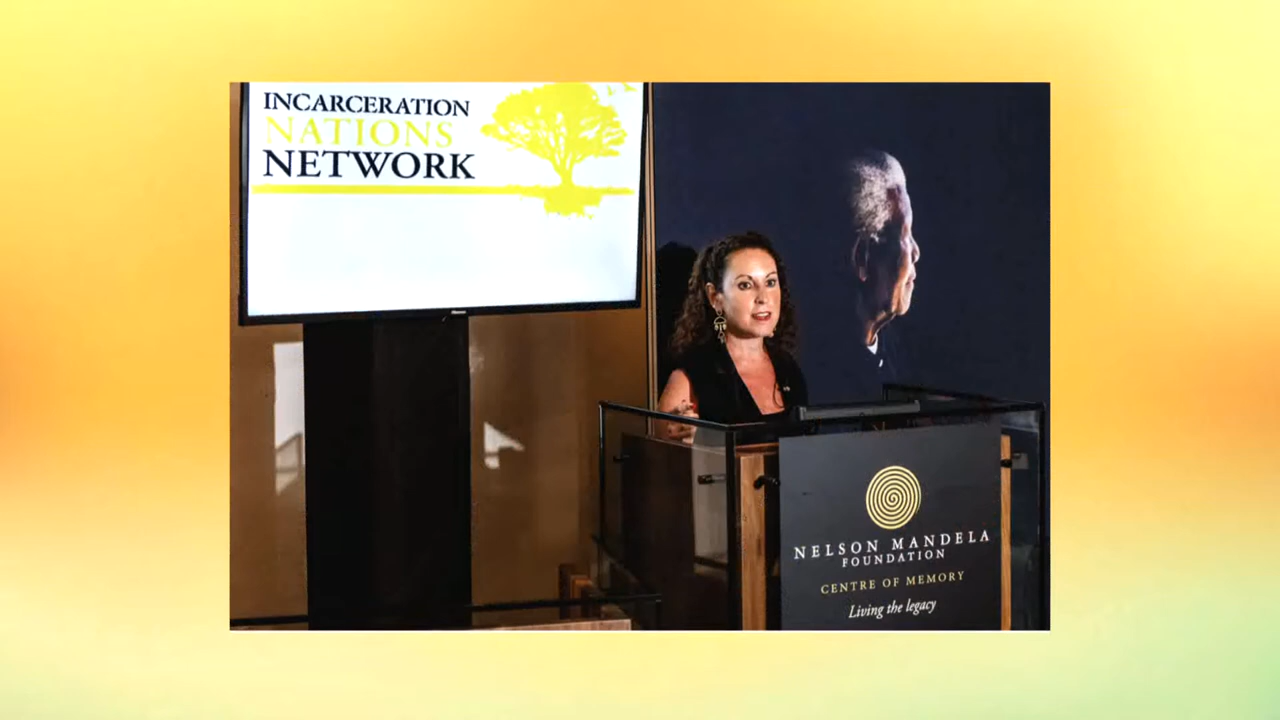 INCARCERATION
NATIONS
NETWORK
NELSON MANDELA
FOUNDATION
CENTRE OF MEMORY
Living the legacy